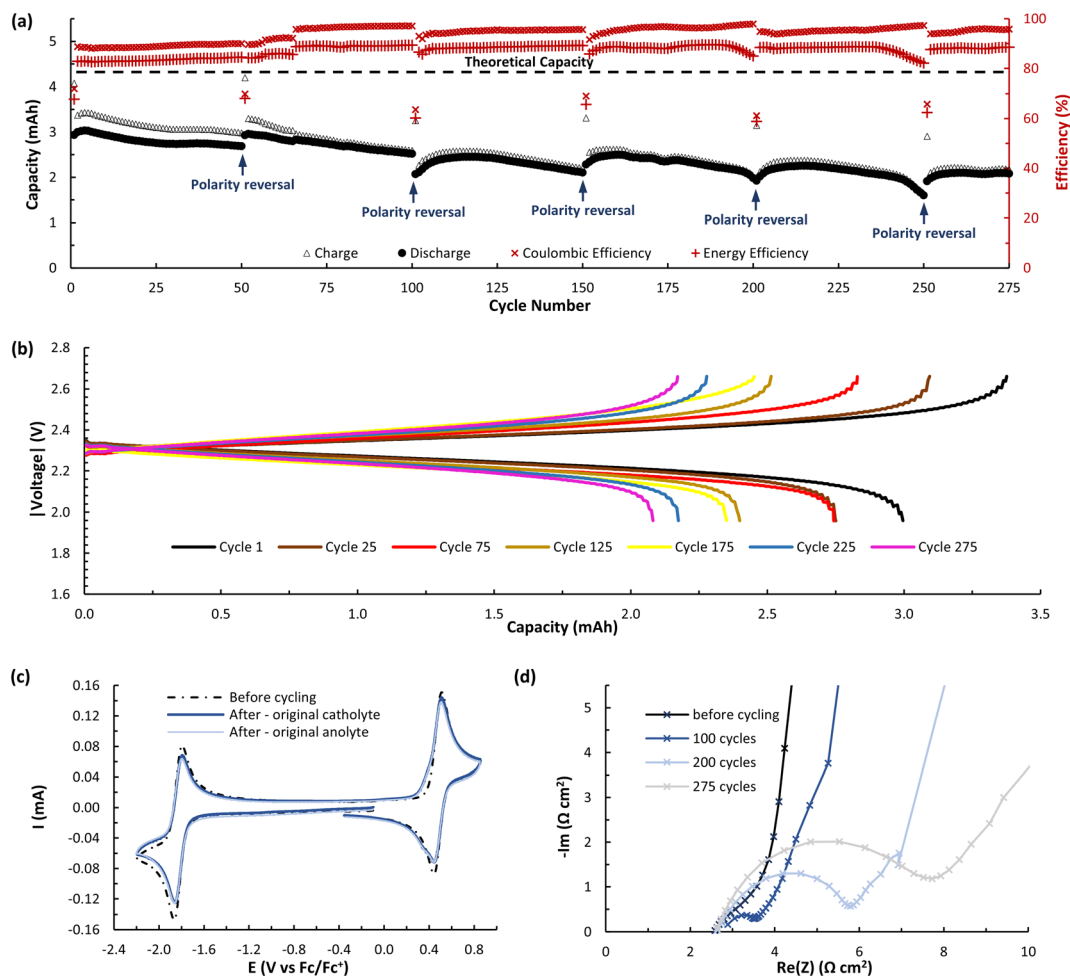 (a)
5
4
3
2
1
0
Capacity (mAh)
100
80
60
40
20
0
Efficiency (%)
Theoretical Capacity
Polarity reversal
Polarity reversal
Polarity reversal
Polarity reversal
Polarity reversal
Charge
Discharge
Coulombic Efficiency
Energy Efficiency
0 25 50 75 100 125 150 175 200 225 250 275
Cycle Number
(b)
2.8
2.6
2.4
2.2
2.0
1.8
1.6
|Voltage| (V)
Cycle 1 Cycle 25 Cycle 75 Cycle 125 Cycle 175 Cycle 225 Cycle 275
0.0 0.5 1.0 1.5 2.0 2.5 3.0 3.5
Capacity (mAh)
(c)
0.16
0.12
0.08
0.04
0.00
-0.04
-0.08
-0.12
-0.16
I (mA)
Before cycling
After - original catholyte
After - original anolyte
-2.4 -2.0 -1.6 -1.2 -0.8 -0.4 0.0 0.4 0.8
E (V vs Fc/Fc⁺)
(d)
5
4
3
2
1
0
-Im (Ω cm²)
before cycling
100 cycles
200 cycles
275 cycles
0 2 4 6 8 10
Re(Z) (Ω cm²)